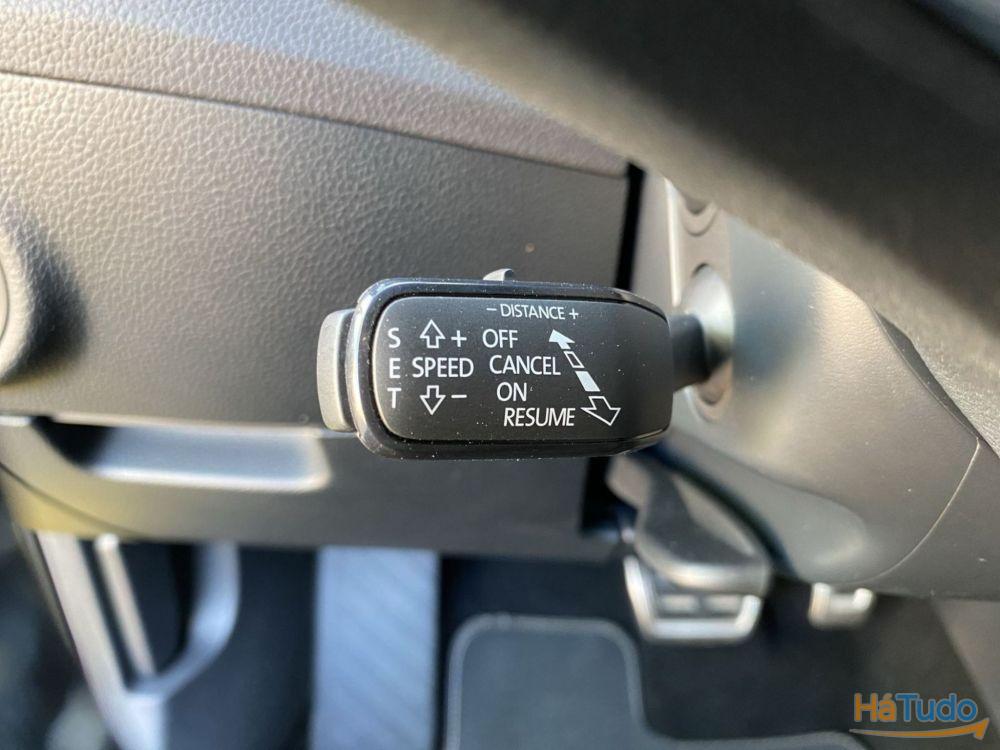 - DISTANCE +
S + OFF
E SPEED CANCEL
T - ON
RESUME
HáTudo